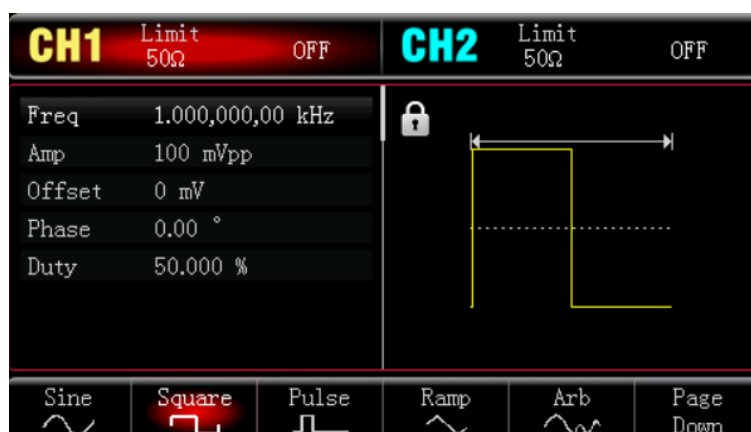 CH1 Limit 50Ω OFF CH2 Limit 50Ω OFF
Freq 1.000,000,00 kHz
Amp 100 mVpp
Offset 0 mV
Phase 0.00 °
Duty 50.000 %
Sine Square Pulse Ramp Arb Page Down